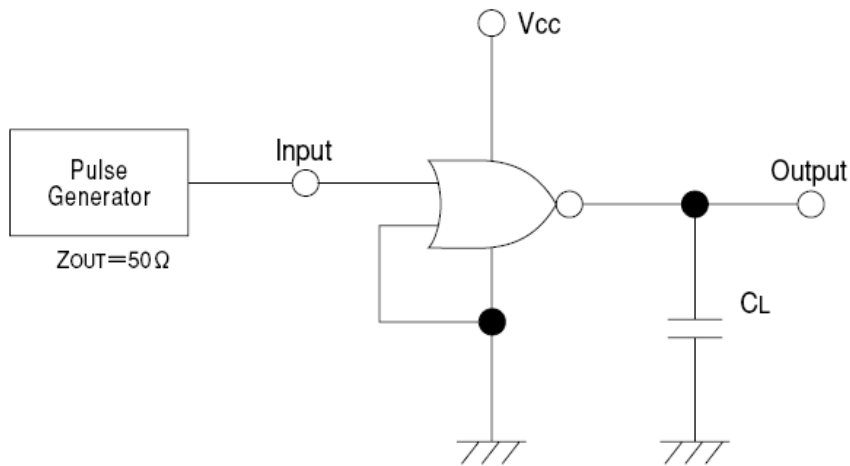 Vcc
Input
Pulse
Generator
ZOUT=50Ω
Output
CL